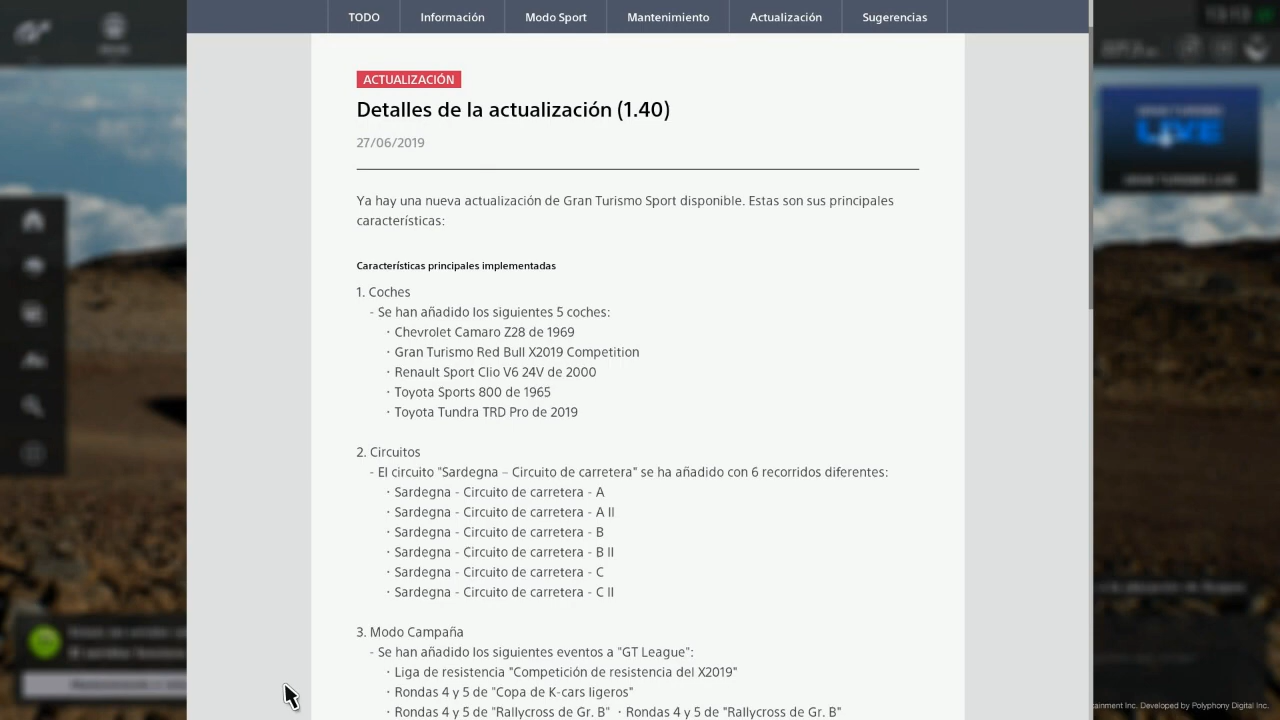 TODO
Información
Modo Sport
Mantenimiento
Actualización
Sugerencias
ACTUALIZACIÓN
Detalles de la actualización (1.40)
27/06/2019
Ya hay una nueva actualización de Gran Turismo Sport disponible. Estas son sus principales
características:
Características principales implementadas
1. Coches
- Se han añadido los siguientes 5 coches:
・Chevrolet Camaro Z28 de 1969
・Gran Turismo Red Bull X2019 Competition
・Renault Sport Clio V6 24V de 2000
・Toyota Sports 800 de 1965
・Toyota Tundra TRD Pro de 2019
2. Circuitos
- El circuito "Sardegna – Circuito de carretera" se ha añadido con 6 recorridos diferentes:
・Sardegna - Circuito de carretera - A
・Sardegna - Circuito de carretera - A II
・Sardegna - Circuito de carretera - B
・Sardegna - Circuito de carretera - B II
・Sardegna - Circuito de carretera - C
・Sardegna - Circuito de carretera - C II
3. Modo Campaña
- Se han añadido los siguientes eventos a "GT League":
・Liga de resistencia "Competición de resistencia del X2019"
・Rondas 4 y 5 de "Copa de K-cars ligeros"
・Rondas 4 y 5 de "Rallycross de Gr. B" ・Rondas 4 y 5 de "Rallycross de Gr. B"
LIVE
Inc. Developed by Polyphony Digital Inc.